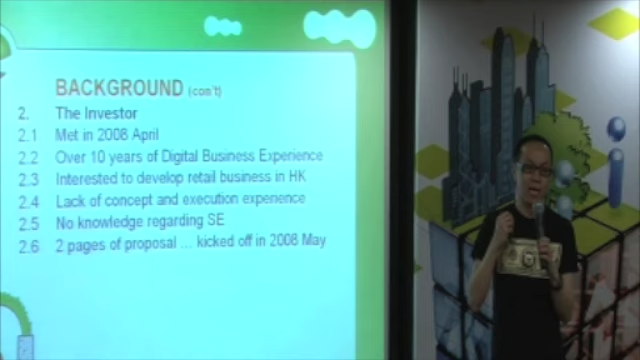 BACKGROUND (con't)
2. The Investor
2.1 Met in 2008 April
2.2 Over 10 years of Digital Business Experience
2.3 Interested to develop retail business in HK
2.4 Lack of concept and execution experience
2.5 No knowledge regarding SE
2.6 2 pages of proposal ... kicked off in 2008 May